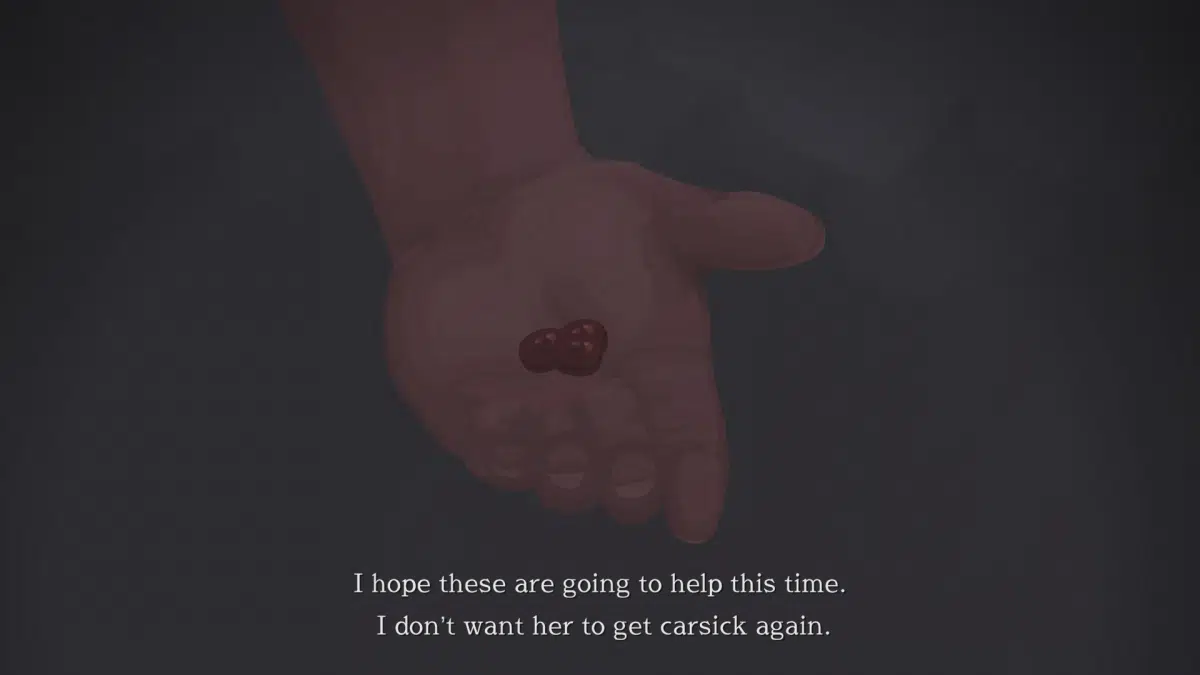 I hope these are going to help this time.
I don't want her to get carsick again.